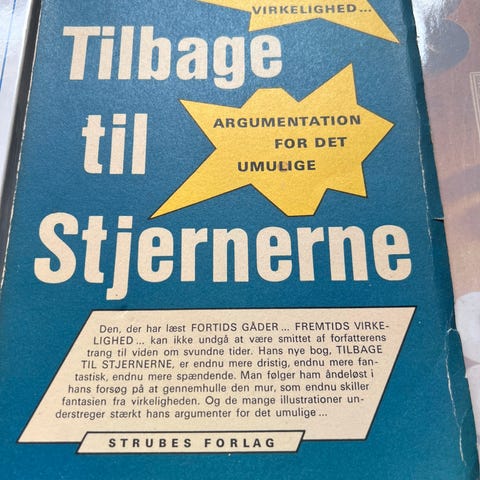 VIRKELIGHED...
Tilbage
til
ARGUMENTATION
FOR DET
UMULIGE
Stjernerne
Den, der har læst FORTIDS GÅDER... FREMTIDS VIRKE-
LIGHED... kan ikke undgå at være smittet af forfatterens
trang til viden om svundne tider. Hans nye bog, TILBAGE
TIL STJERNERNE, er endnu mere dristig, endnu mere fan-
tastisk, endnu mere spændende. Man følger ham åndeløst i
hans forsøg på at gennemhulle den mur, som endnu skiller
fantasien fra virkeligheden. Og de mange illustrationer un-
derstreger stærkt hans argumenter for det umulige...
STRUBES FORLAG